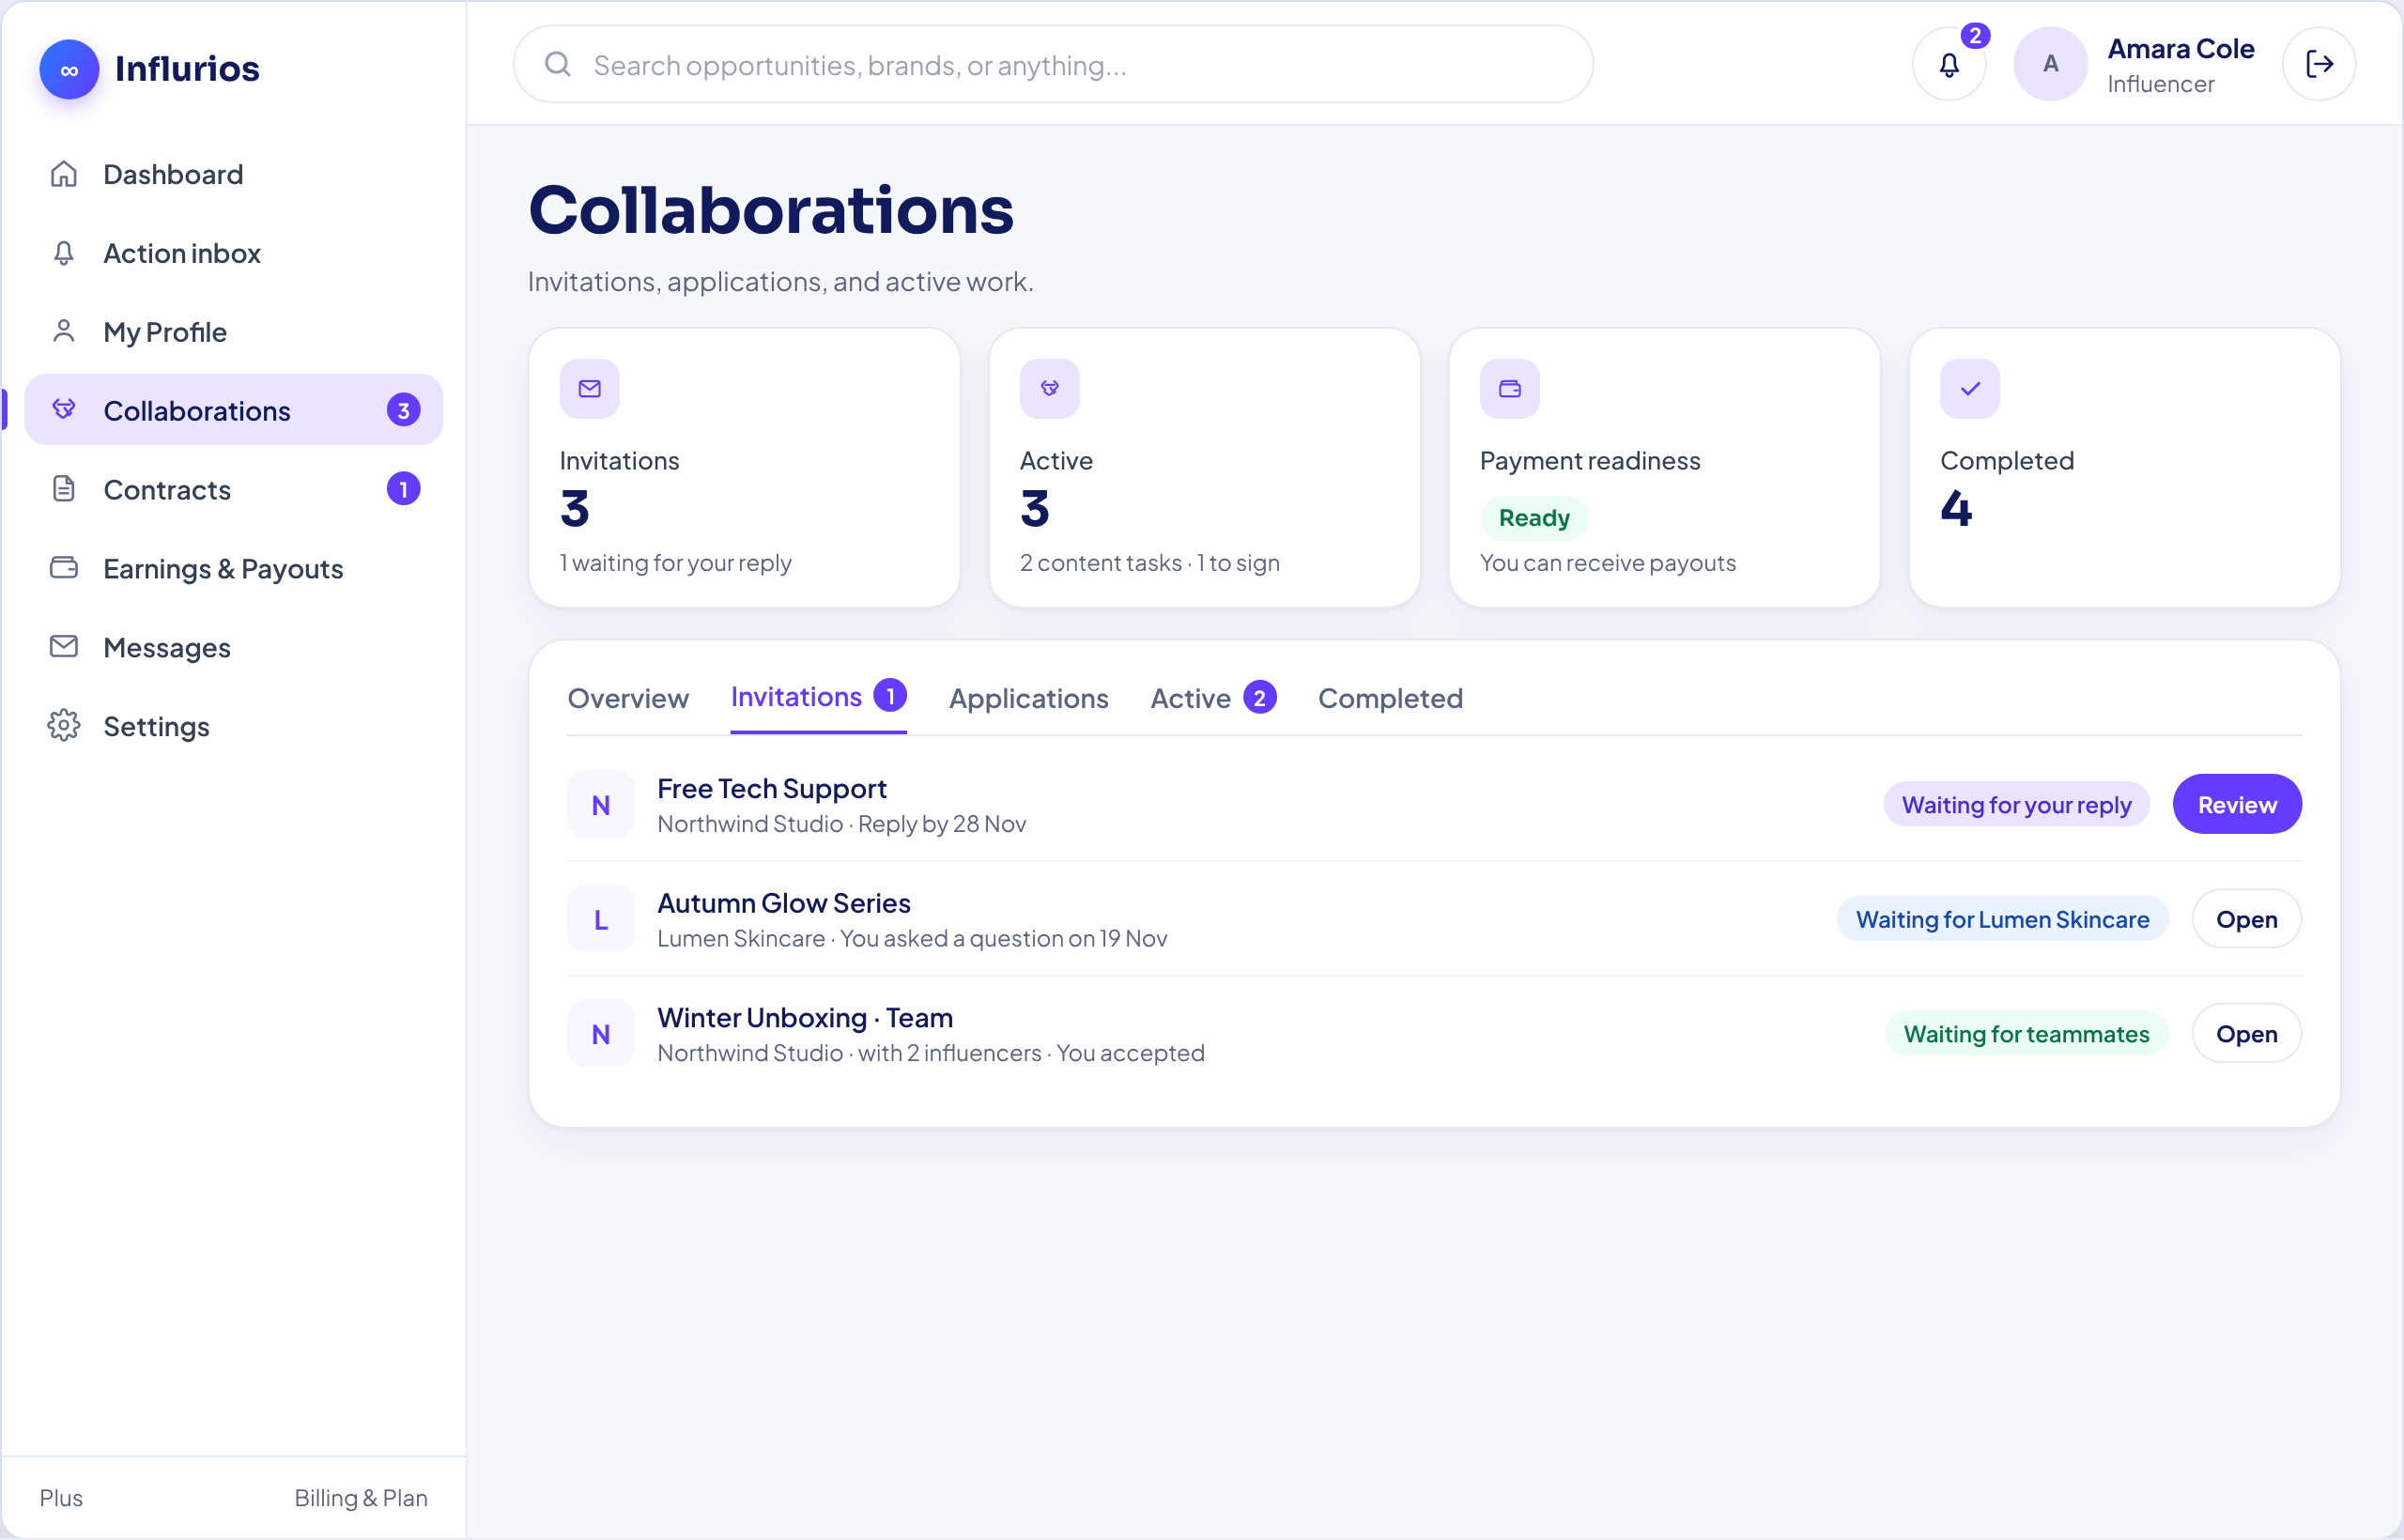 ∞ Influrios
Search opportunities, brands, or anything...
2
A
Amara Cole
Influencer
Dashboard
Action inbox
My Profile
Collaborations 3
Contracts 1
Earnings & Payouts
Messages
Settings
Plus
Billing & Plan
Collaborations
Invitations, applications, and active work.
Invitations
3
1 waiting for your reply
Active
3
2 content tasks · 1 to sign
Payment readiness
Ready
You can receive payouts
Completed
4
Overview Invitations 1 Applications Active 2 Completed
N
Free Tech Support
Northwind Studio · Reply by 28 Nov
Waiting for your reply
Review
L
Autumn Glow Series
Lumen Skincare · You asked a question on 19 Nov
Waiting for Lumen Skincare
Open
N
Winter Unboxing · Team
Northwind Studio · with 2 influencers · You accepted
Waiting for teammates
Open